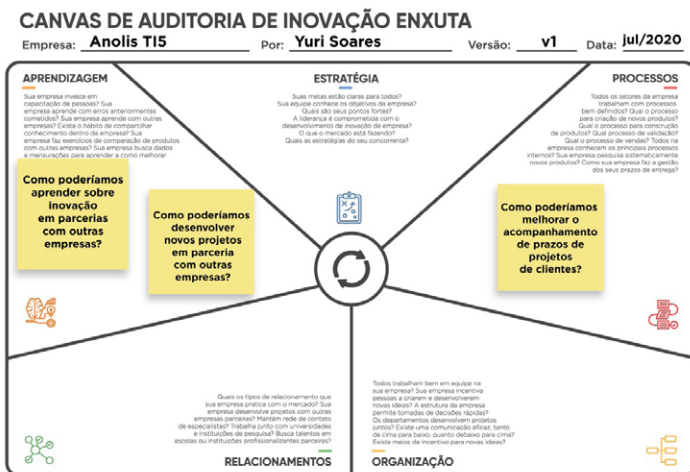 CANVAS DE AUDITORIA DE INOVAÇÃO ENXUTA
Empresa: Anolis TI5 Por: Yuri Soares Versão: v1 Data: jul/2020
APRENDIZAGEM
Sua empresa investe em
capacitação de pessoas? Sua
empresa aprende com erros anteriormente
cometidos? Sua empresa aprende com outras
empresas? Existe o hábito de compartilhar
conhecimento dentro da empresa? Sua
empresa faz exercícios de comparação de produtos
com outras empresas? Sua empresa busca dados
e mensurações para aprender a como melhorar
Como poderíamos
aprender sobre
inovação
em parcerias
com outras
empresas?
Como poderíamos
desenvolver
novos projetos
em parceria
com outras
empresas?
ESTRATÉGIA
Suas metas estão claras para todos?
Sua equipe conhece os objetivos da empresa?
Quais são seus pontos fortes?
A liderança é comprometida com o
desenvolvimento de inovação da empresa?
O que o mercado está fazendo?
Quais as estratégias do seu concorrente?
PROCESSOS
Todos os setores da empresa
trabalham com processos
bem definidos? Qual o processo
para criação de novos produtos?
Qual o processo para construção
de produtos? Qual processo de validação?
Qual o processo de vendas? Todos na
empresa conhecem os principais processos
internos? Sua empresa pesquisa sistematicamente
novos produtos? Como sua empresa faz a gestão
dos seus prazos de entrega?
Como poderíamos
melhorar o
acompanhamento
de prazos de
projetos
de clientes?
Quais os tipos de relacionamento que
sua empresa pratica com o mercado? Sua
empresa desenvolve projetos com outras
empresas parceiras? Mantém rede de contato
de especialistas? Trabalha junto com universidades
e instituições de pesquisa? Busca talentos em
escolas ou instituições profissionalizantes parceiras?
RELACIONAMENTOS
Todos trabalham bem em equipe na
sua empresa? Sua empresa incentiva
pessoas a criarem e desenvolverem
novas ideias? A estrutura da empresa
permite tomadas de decisões rápidas?
Os departamentos desenvolvem projetos
juntos? Existe uma comunicação eficaz, tanto
de cima para baixo, quanto debaixo para cima?
Existe meios de incentivo para novas ideias?
ORGANIZAÇÃO